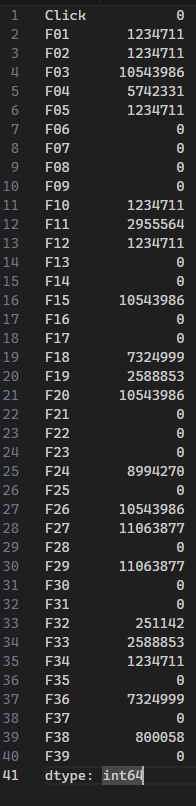 1 Click 0
2 F01 1234711
3 F02 1234711
4 F03 10543986
5 F04 5742331
6 F05 1234711
7 F06 0
8 F07 0
9 F08 0
10 F09 0
11 F10 1234711
12 F11 2955564
13 F12 1234711
14 F13 0
15 F14 0
16 F15 10543986
17 F16 0
18 F17 0
19 F18 7324999
20 F19 2588853
21 F20 10543986
22 F21 0
23 F22 0
24 F23 0
25 F24 8994270
26 F25 0
27 F26 10543986
28 F27 11063877
29 F28 0
30 F29 11063877
31 F30 0
32 F31 0
33 F32 251142
34 F33 2588853
35 F34 1234711
36 F35 0
37 F36 7324999
38 F37 0
39 F38 800058
40 F39 0
41 dtype: int64